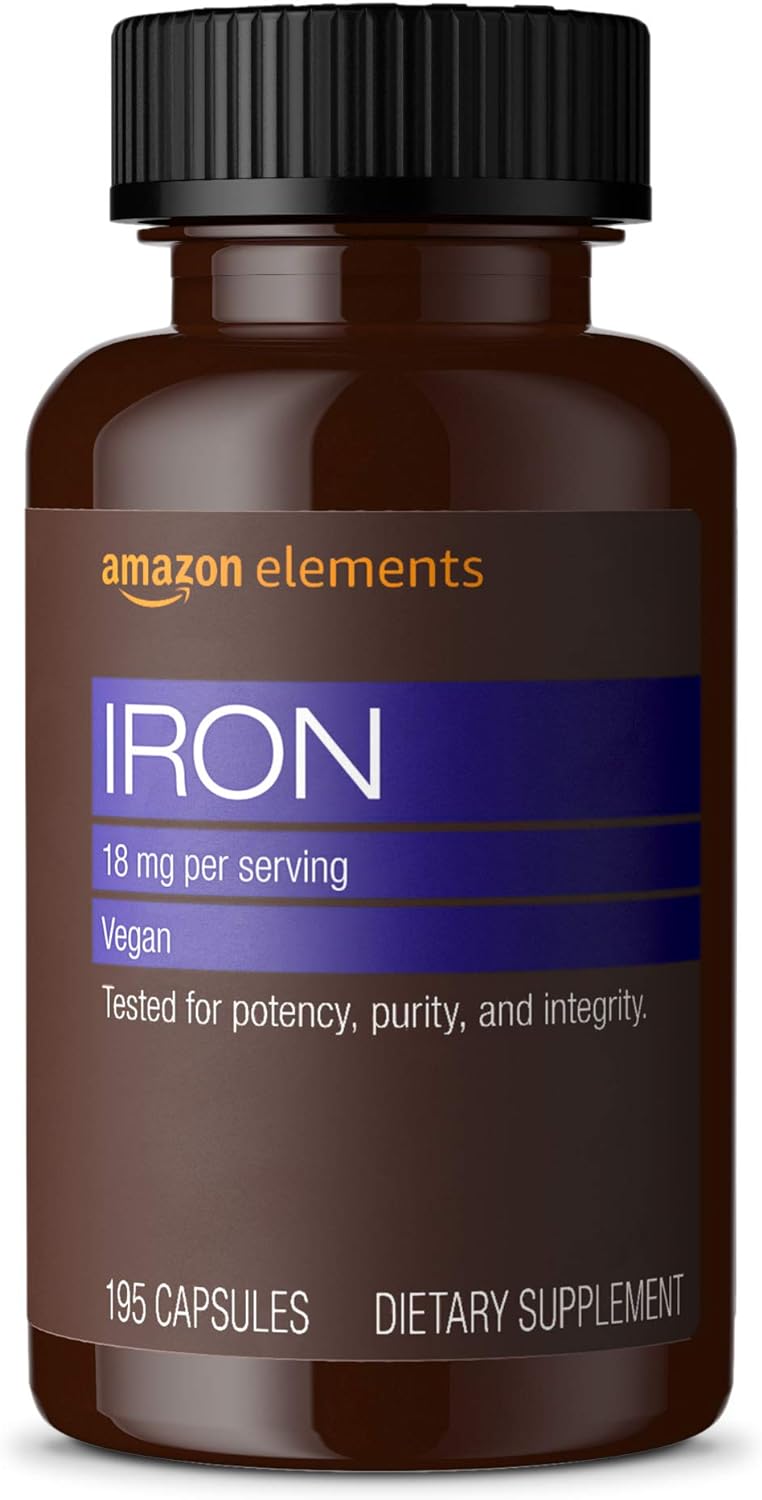 amazon elements
IRON
18 mg per serving
Vegan
Tested for potency, purity, and integrity.
195 CAPSULES DIETARY SUPPLEMENT